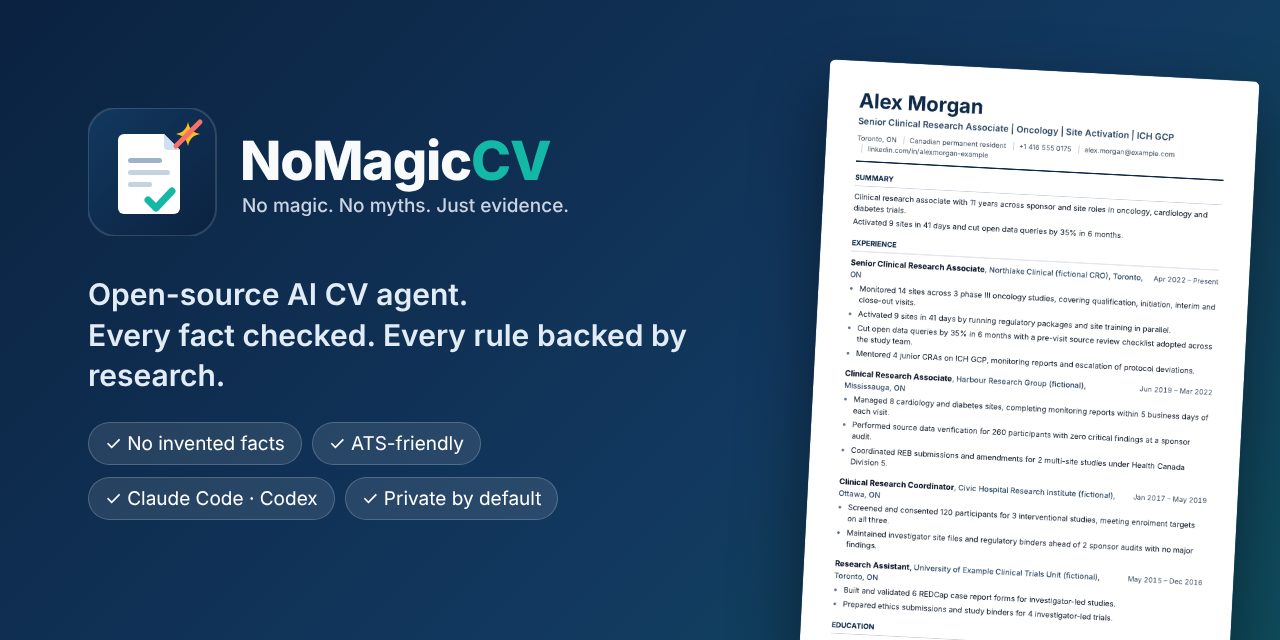 NoMagicCV
No magic. No myths. Just evidence.
Open-source AI CV agent.
Every fact checked. Every rule backed by
research.
✓ No invented facts
✓ ATS-friendly
✓ Claude Code · Codex
✓ Private by default
Alex Morgan
Senior Clinical Research Associate | Oncology | Site Activation | ICH GCP
Toronto, ON | Canadian permanent resident | +1 416 555 0175 | alex.morgan@example.com
| linkedin.com/in/alexmorgan-example
SUMMARY
Clinical research associate with 11 years across sponsor and site roles in oncology, cardiology and
diabetes trials.
Activated 9 sites in 41 days and cut open data queries by 35% in 6 months.
EXPERIENCE
Senior Clinical Research Associate, Northlake Clinical (fictional CRO), Toronto, Apr 2022 – Present
ON
• Monitored 14 sites across 3 phase III oncology studies, covering qualification, initiation, interim and
close-out visits.
• Activated 9 sites in 41 days by running regulatory packages and site training in parallel.
• Cut open data queries by 35% in 6 months with a pre-visit source review checklist adopted across
the study team.
• Mentored 4 junior CRAs on ICH GCP, monitoring reports and escalation of protocol deviations.
Clinical Research Associate, Harbour Research Group (fictional), Jun 2019 – Mar 2022
Mississauga, ON
• Managed 8 cardiology and diabetes sites, completing monitoring reports within 5 business days of
each visit.
• Performed source data verification for 260 participants with zero critical findings at a sponsor
audit.
• Coordinated REB submissions and amendments for 2 multi-site studies under Health Canada
Division 5.
Clinical Research Coordinator, Civic Hospital Research Institute (fictional), Jan 2017 – May 2019
Ottawa, ON
• Screened and consented 120 participants for 3 interventional studies, meeting enrolment targets
on all three.
• Maintained investigator site files and regulatory binders ahead of 2 sponsor audits with no major
findings.
Research Assistant, University of Example Clinical Trials Unit (fictional), May 2015 – Dec 2016
Toronto, ON
• Built and validated 6 REDCap case report forms for investigator-led studies.
• Prepared ethics submissions and study binders for 4 investigator-led trials.
EDUCATION